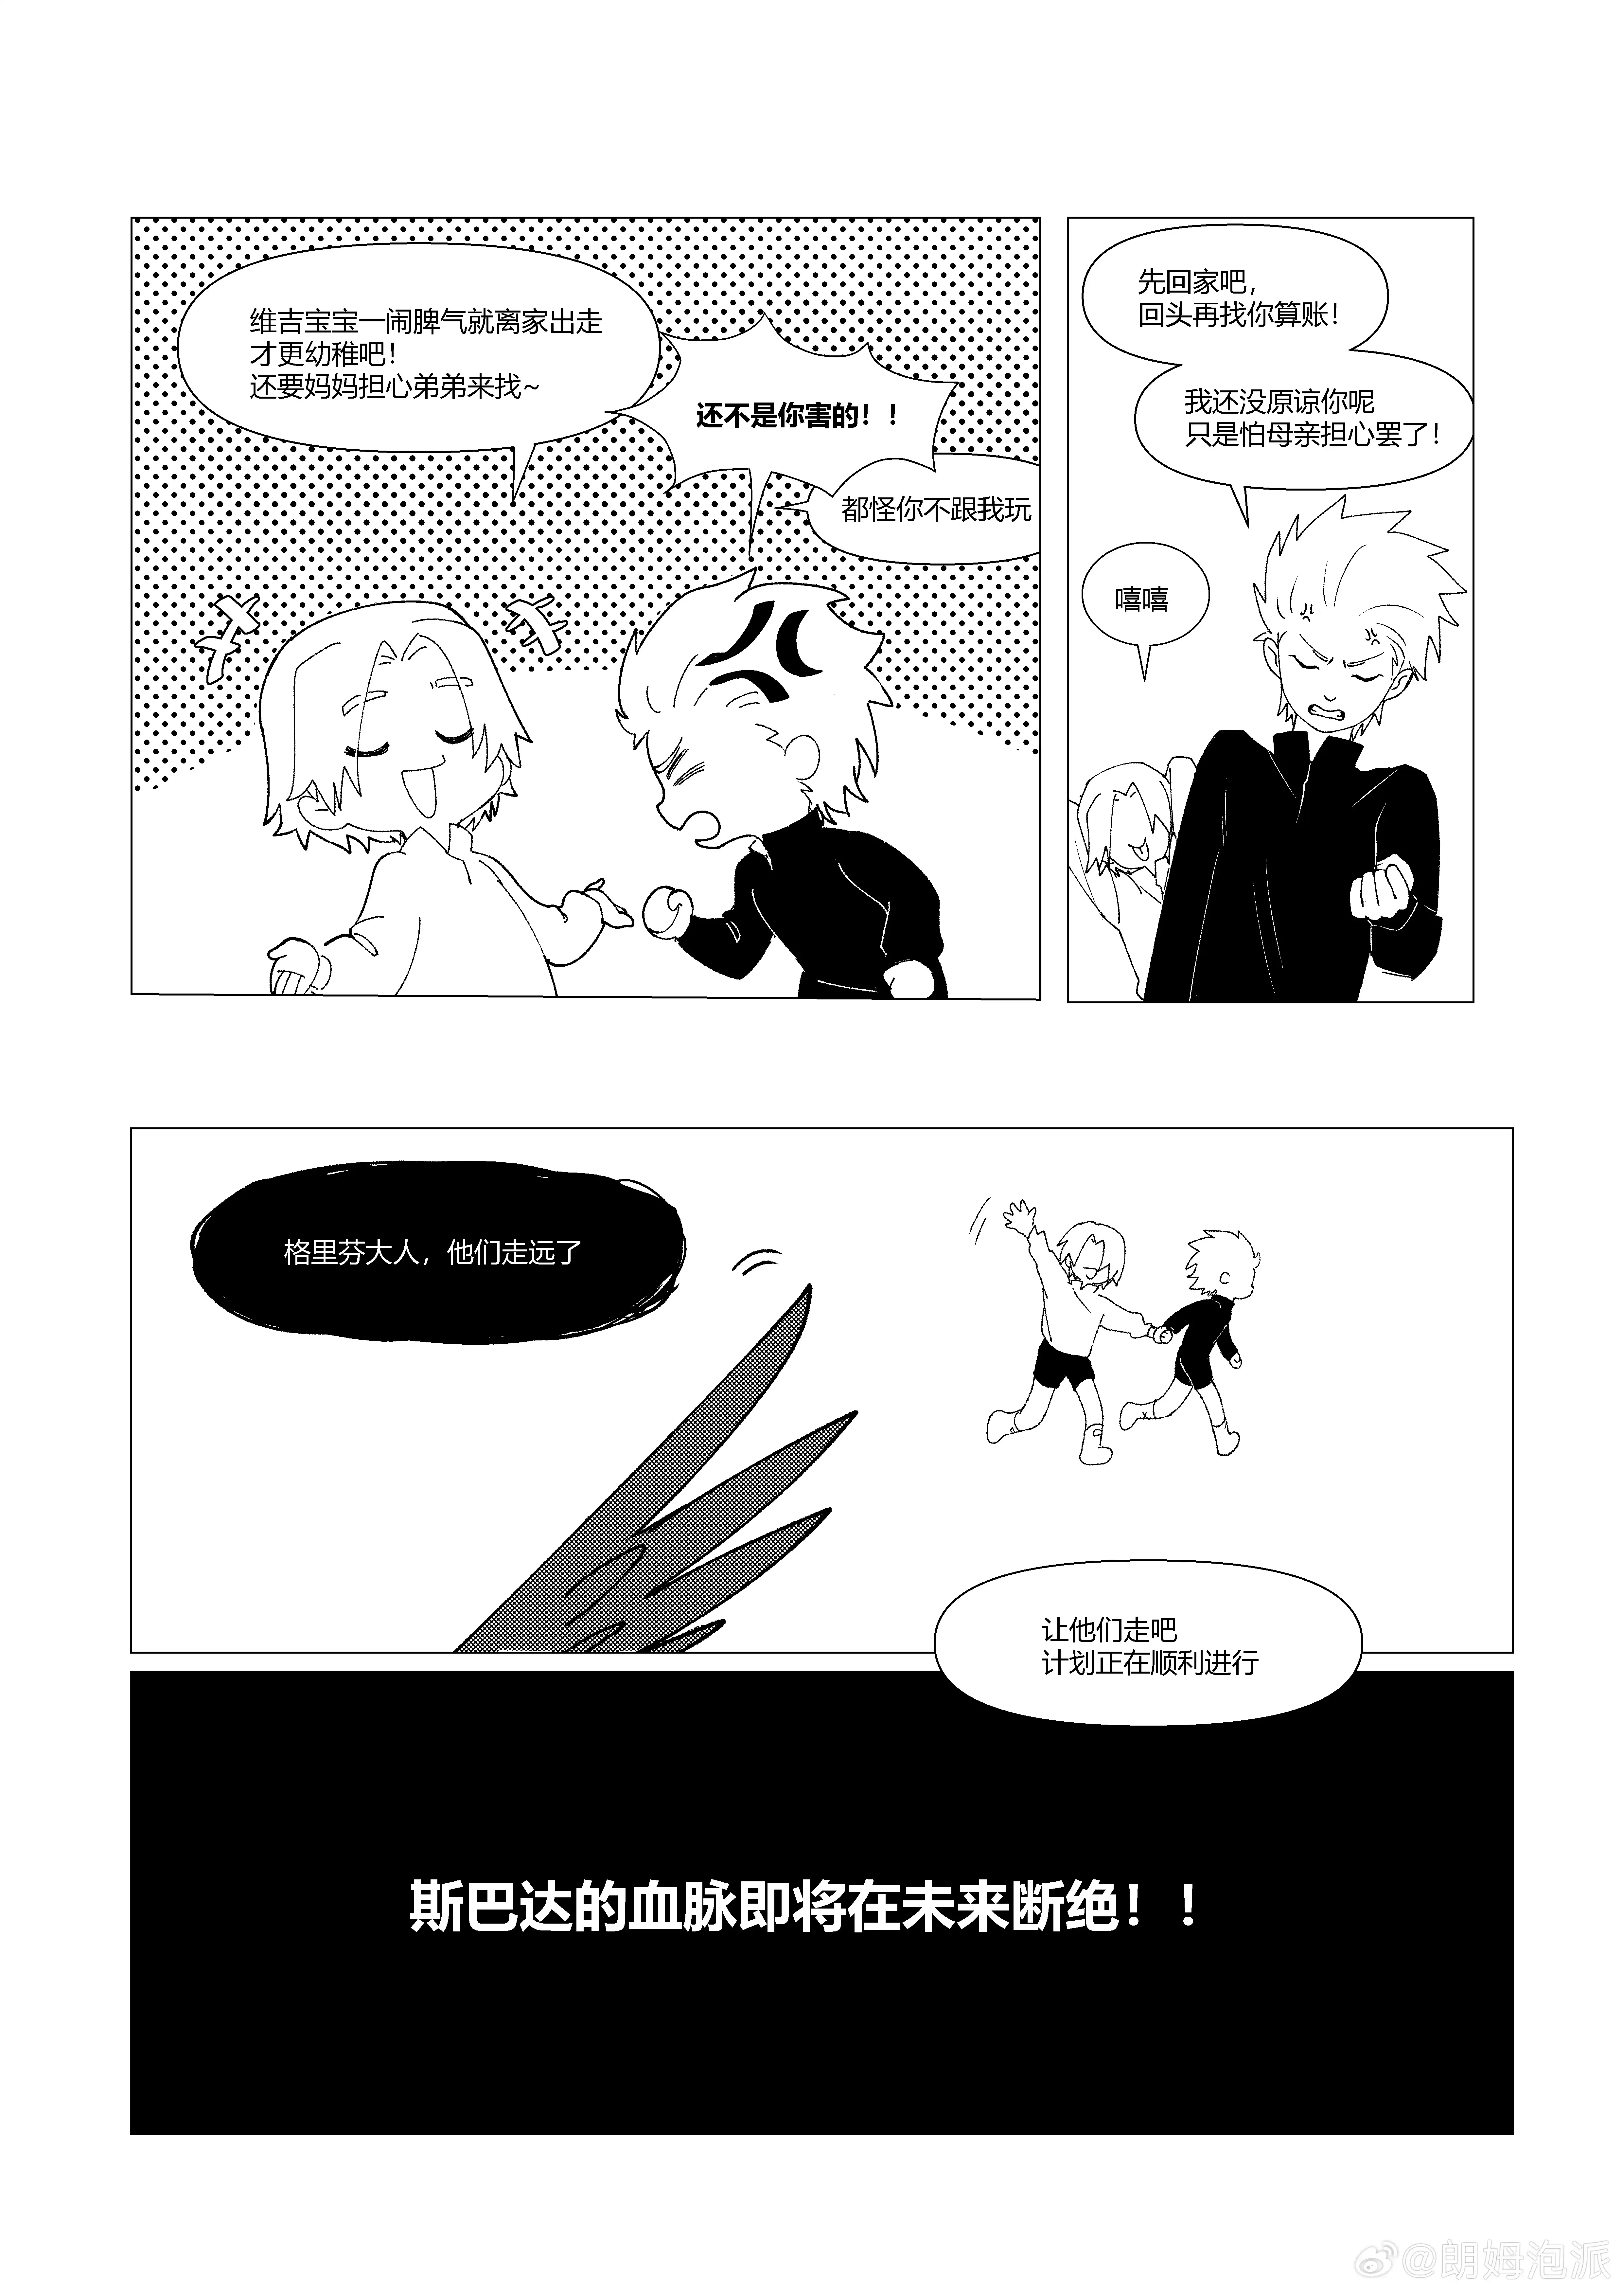 维吉宝宝一闹脾气就离家出走
才更幼稚吧！
还要妈妈担心弟弟来找~
还不是你害的！！
都怪你不跟我玩
先回家吧，
回头再找你算账！
我还没原谅你呢
只是怕母亲担心罢了！
嘻嘻
格里芬大人，他们走远了
让他们走吧
计划正在顺利进行
斯巴达的血脉即将在未来断绝！！
@朗姆泡派